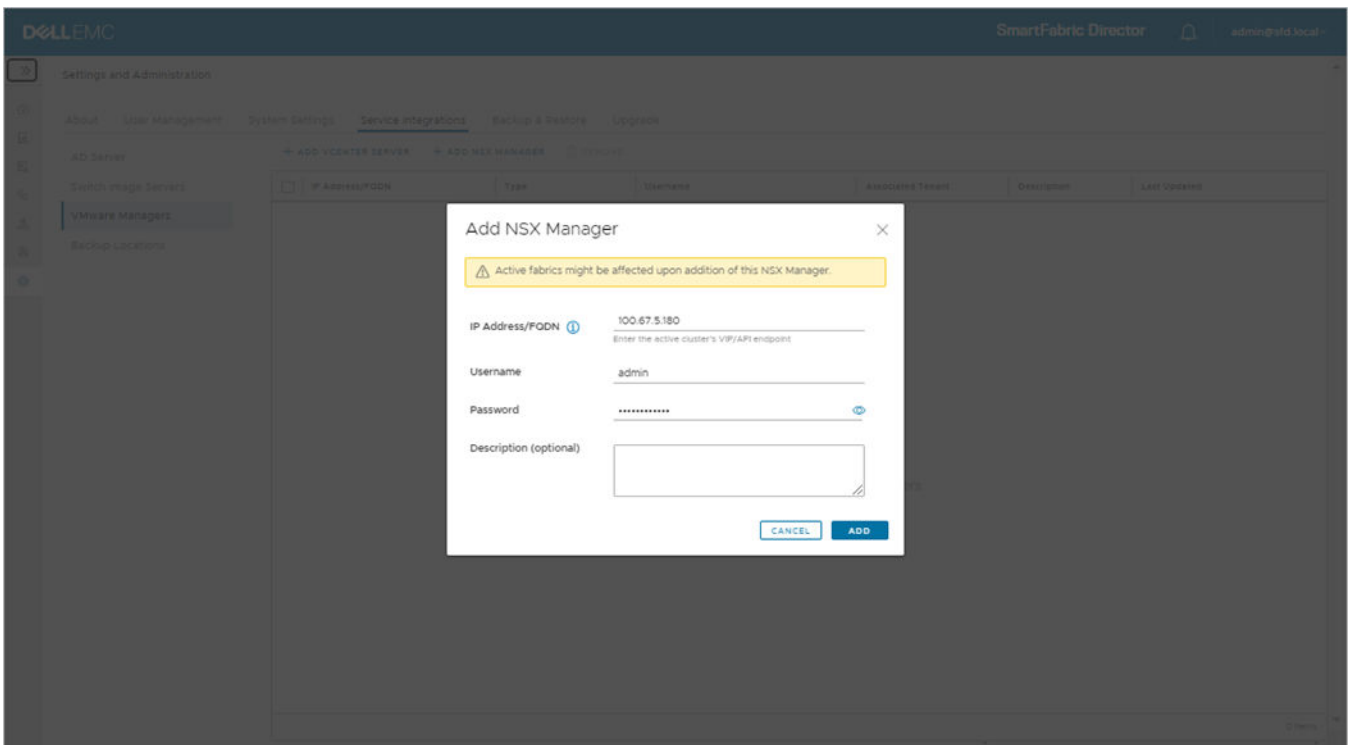 DELLEMC
SmartFabric Director
admin@sfd.local
Settings and Administration
About User Management System Settings Service Integrations Backup & Restore Upgrade
AD Server
+ ADD VCENTER SERVER + ADD NSX MANAGER DELETE
Switch Image Servers
IP Address/FQDN Type Username Associated Tenant Description Last Updated
VMware Managers
Backup Locations
Add NSX Manager
Active fabrics might be affected upon addition of this NSX Manager.
IP Address/FQDN
100.67.5.180
Enter the active cluster's VIP/API endpoint
Username
admin
Password
••••••••••••
Description (optional)
CANCEL ADD
0 items